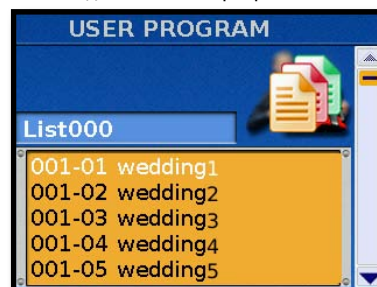 USER PROGRAM
List000
001-01 wedding1
001-02 wedding2
001-03 wedding3
001-04 wedding4
001-05 wedding5